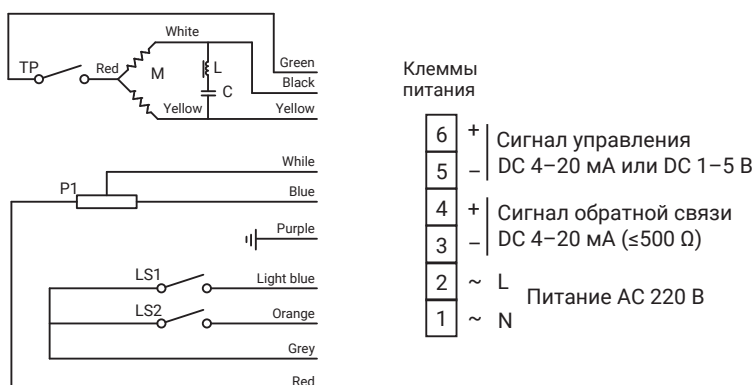 White
TP
Red
M
L
C
Yellow
Green
Black
Yellow
While
P1
Blue
Purple
LS1
Light blue
LS2
Orange
Grey
Red
Клеммы
питания
6 +
5 –
Сигнал управления
DC 4–20 мА или DC 1–5 В
4 +
3 –
Сигнал обратной связи
DC 4–20 мА (≤500 Ω)
2 ~ L
1 ~ N
Питание AC 220 В